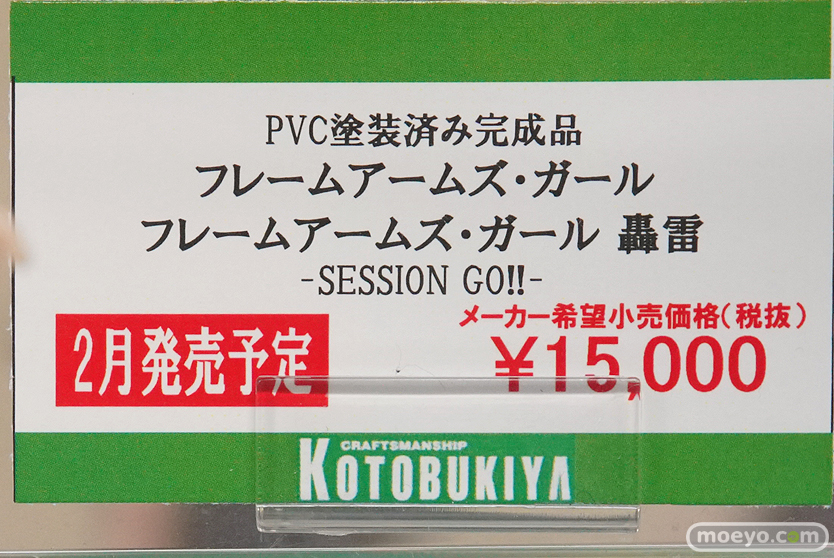 PVC塗装済み完成品
フレームアームズ・ガール
フレームアームズ・ガール 轟雷
-SESSION GO!!-
メーカー希望小売価格(税抜)
2月発売予定
¥15,000
CRAFTSMANSHIP
KOTOBUKIYA
moeyo.com